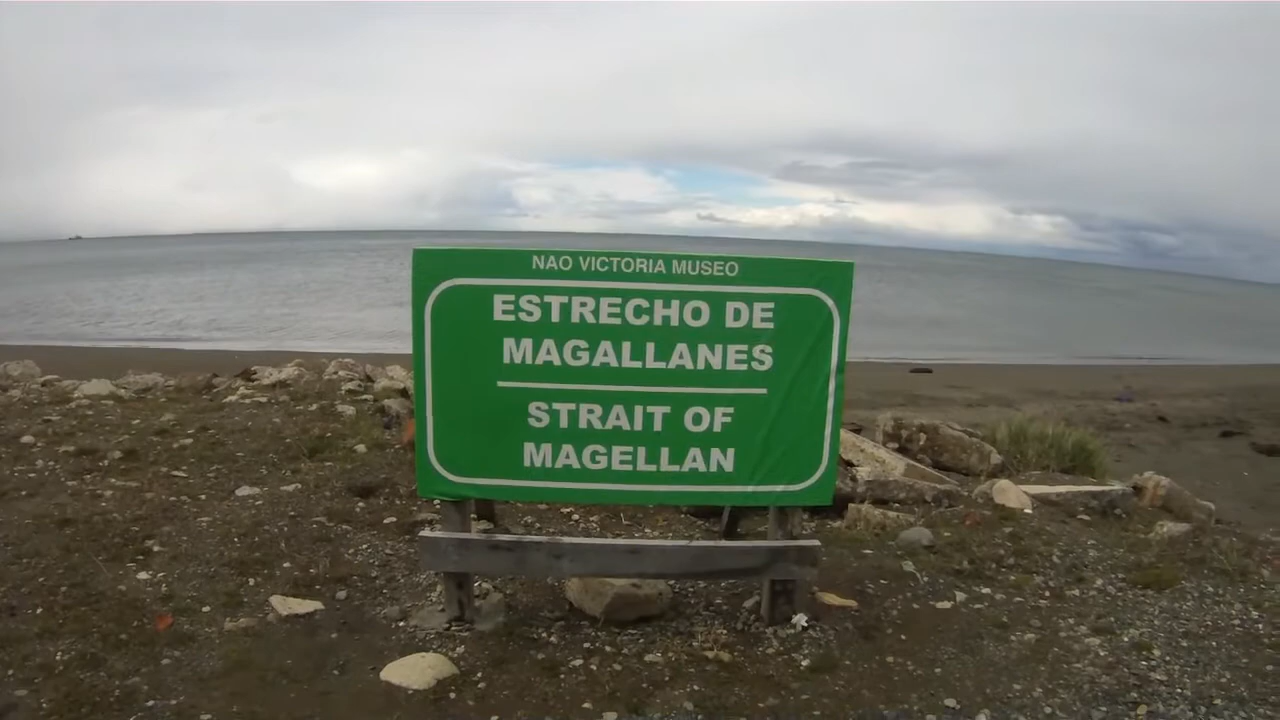 NAO VICTORIA MUSEO
ESTRECHO DE
MAGALLANES
STRAIT OF
MAGELLAN